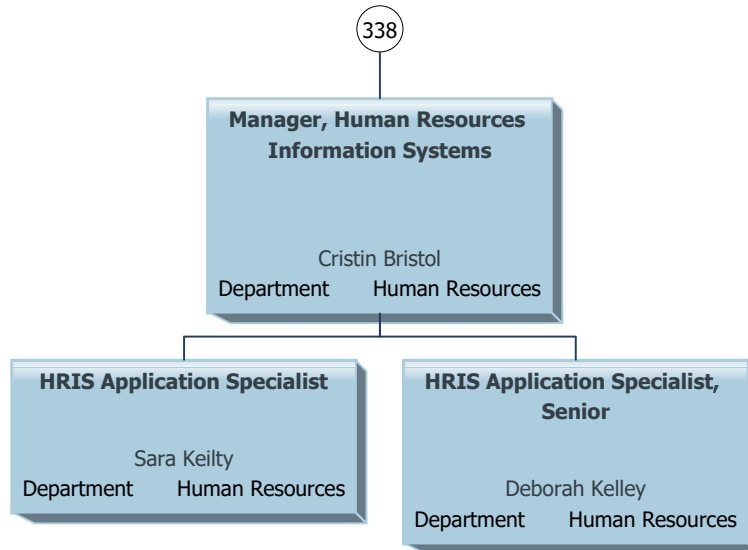 338
Manager, Human Resources
Information Systems
Cristin Bristol
Department Human Resources
HRIS Application Specialist
Sara Keilty
Department Human Resources
HRIS Application Specialist,
Senior
Deborah Kelley
Department Human Resources